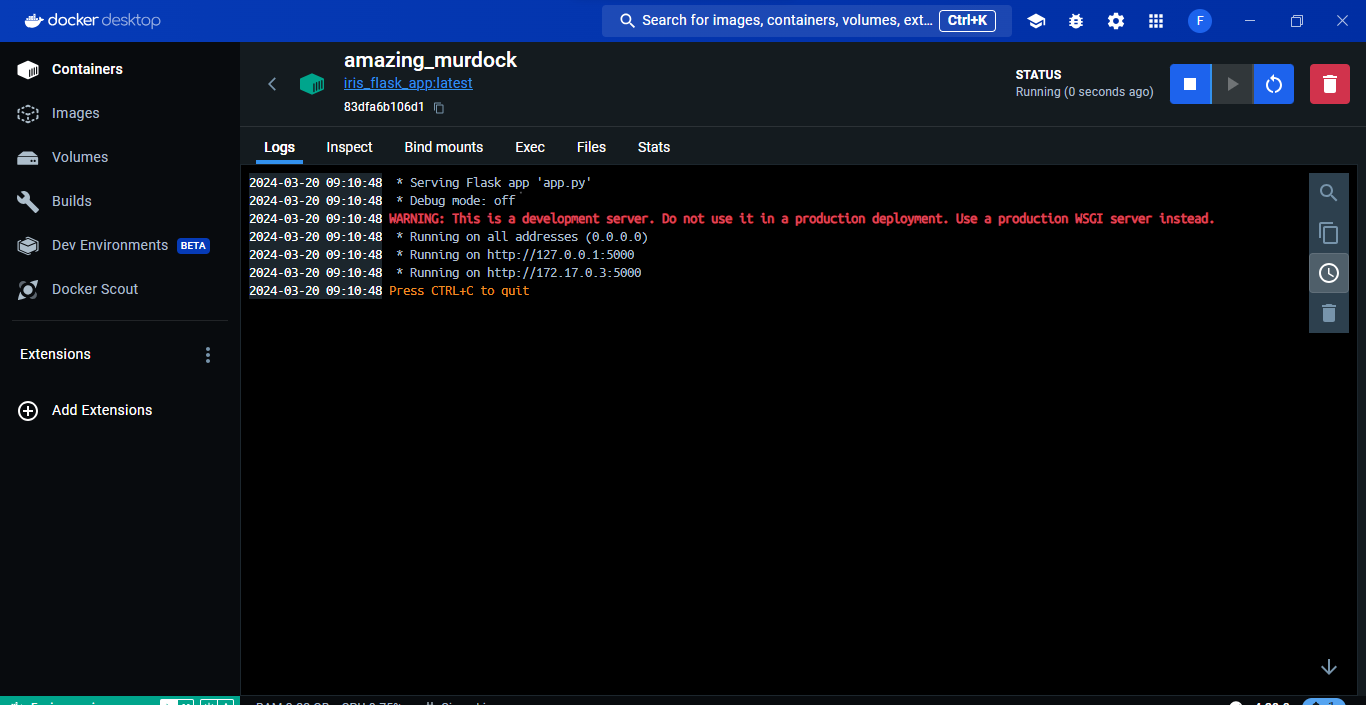 docker desktop
Search for images, containers, volumes, ext... Ctrl+K
F
Containers
Images
Volumes
Builds
Dev Environments BETA
Docker Scout
Extensions
Add Extensions
amazing_murdock
iris_flask_app:latest
83dfa6b106d1
STATUS
Running (0 seconds ago)
Logs Inspect Bind mounts Exec Files Stats
2024-03-20 09:10:48 * Serving Flask app 'app.py'
2024-03-20 09:10:48 * Debug mode: off
2024-03-20 09:10:48 WARNING: This is a development server. Do not use it in a production deployment. Use a production WSGI server instead.
2024-03-20 09:10:48 * Running on all addresses (0.0.0.0)
2024-03-20 09:10:48 * Running on http://127.0.0.1:5000
2024-03-20 09:10:48 * Running on http://172.17.0.3:5000
2024-03-20 09:10:48 Press CTRL+C to quit